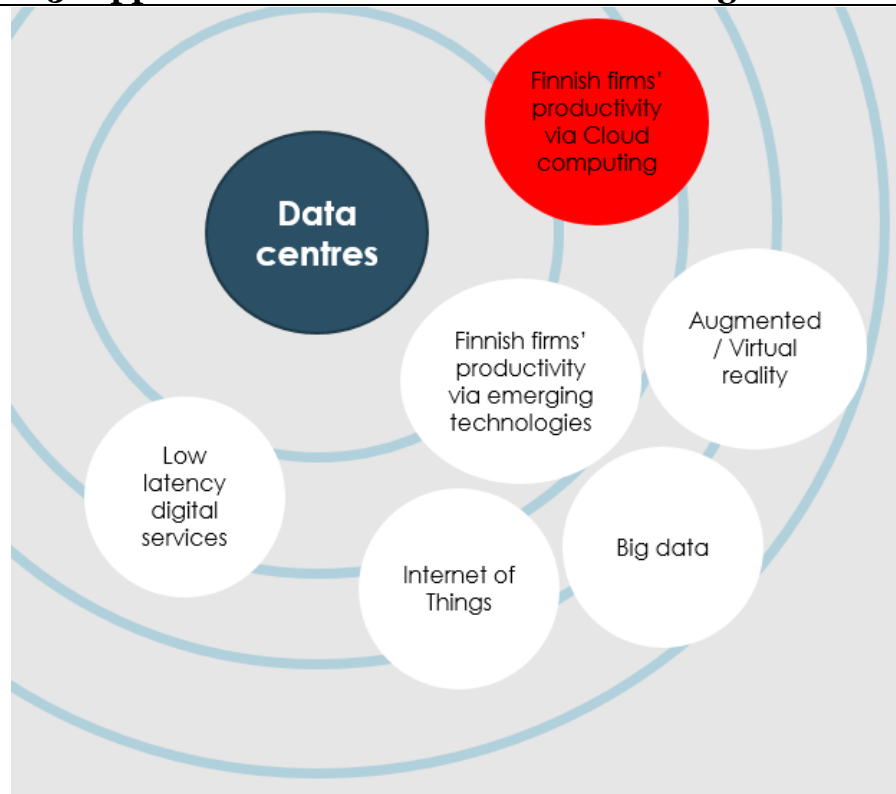 Finnish firms'
productivity
via Cloud
computing
Data
centres
Finnish firms'
productivity
via emerging
technologies
Augmented
/ Virtual
reality
Low
latency
digital
services
Internet of
Things
Big data